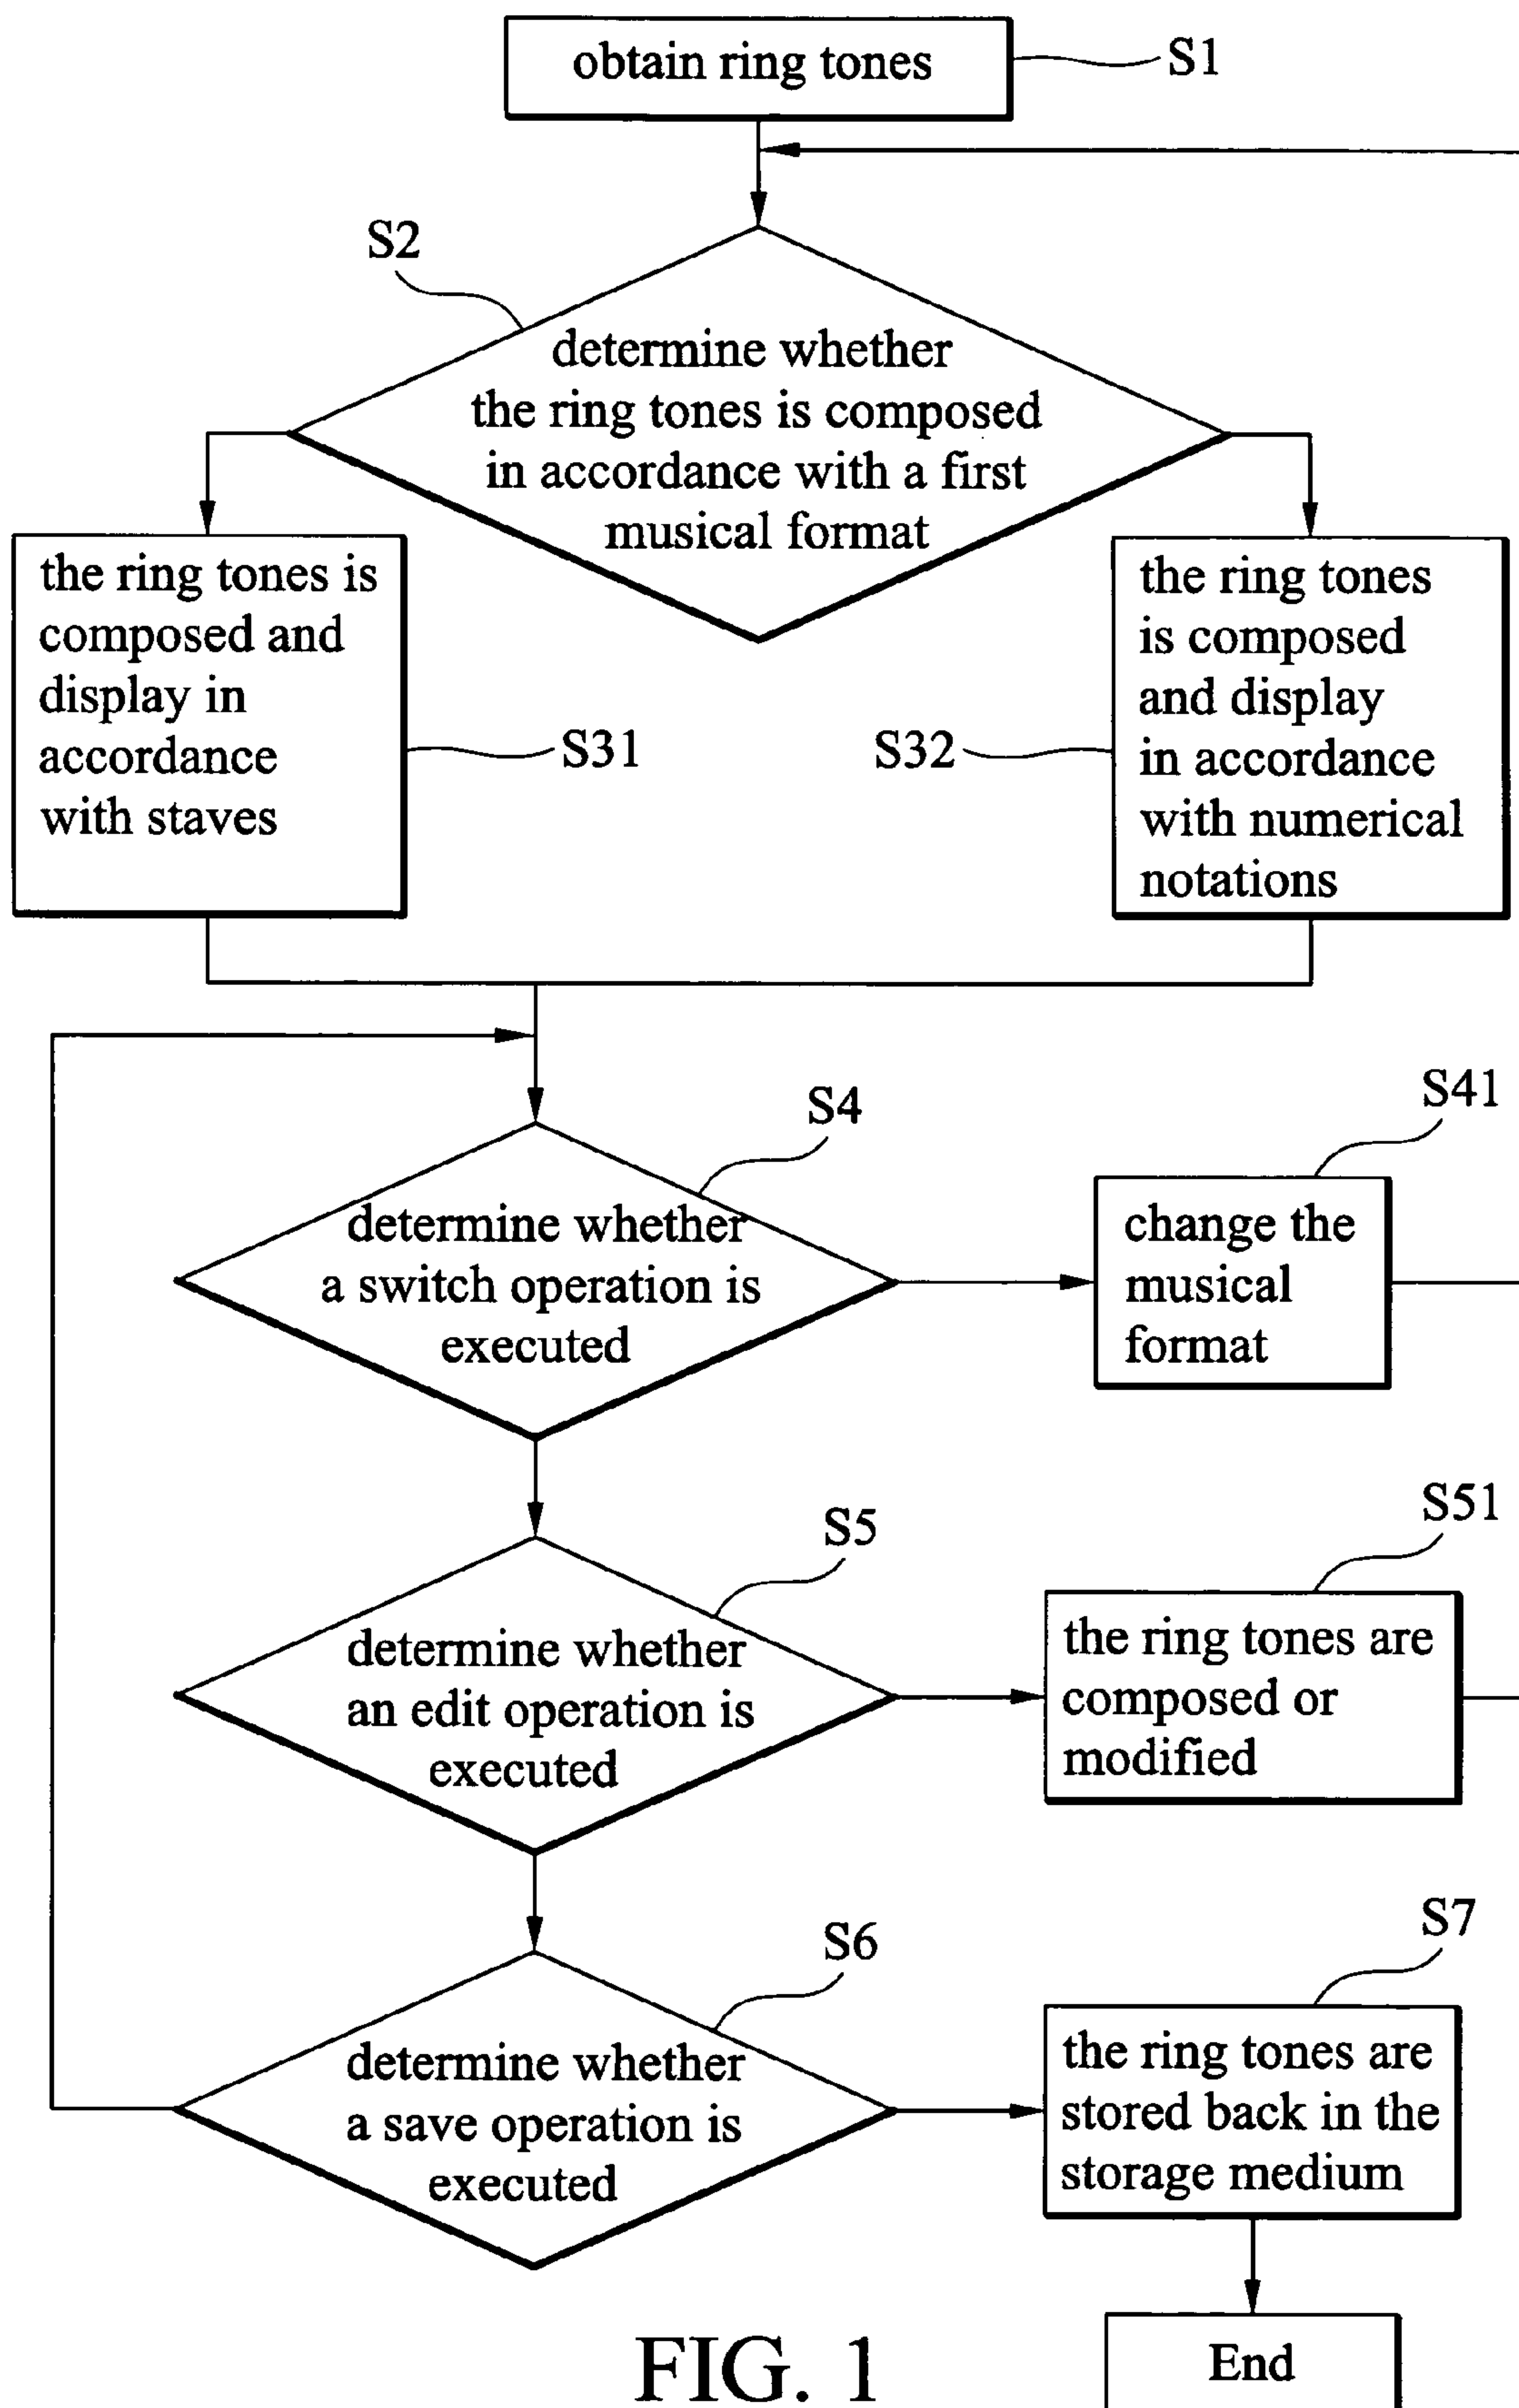 obtain ring tones
S1
S2
determine whether
the ring tones is composed
in accordance with a first
musical format
the ring tones is
composed and
display in
accordance
with staves
S31
S32
the ring tones
is composed
and display
in accordance
with numerical
notations
S4
determine whether
a switch operation is
executed
S41
change the
musical
format
S5
determine whether
an edit operation is
executed
S51
the ring tones are
composed or
modified
S6
determine whether
a save operation is
executed
S7
the ring tones are
stored back in the
storage medium
End
FIG. 1